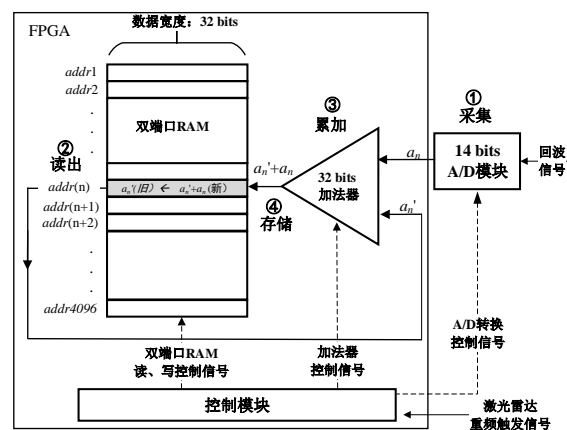 数据宽度：32 bits
FPGA
addr1
addr2
.
.
.
双端口RAM
②
读出
addr(n)
an'(旧) ← an'+an(新)
addr(n+1)
addr(n+2)
.
.
.
addr4096
an'+an
④
存储
③
累加
32 bits
加法器
an
an'
①
采集
14 bits
A/D模块
回波
信号
A/D转换
控制信号
双端口RAM
读、写控制信号
加法器
控制信号
控制模块
激光雷达
重频触发信号